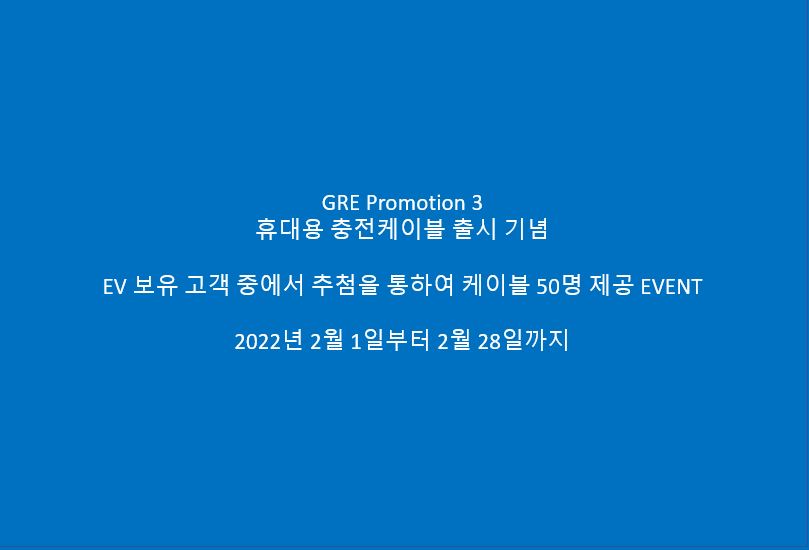 GRE Promotion 3
휴대용 충전케이블 출시 기념
EV 보유 고객 중에서 추첨을 통하여 케이블 50명 제공 EVENT
2022년 2월 1일부터 2월 28일까지